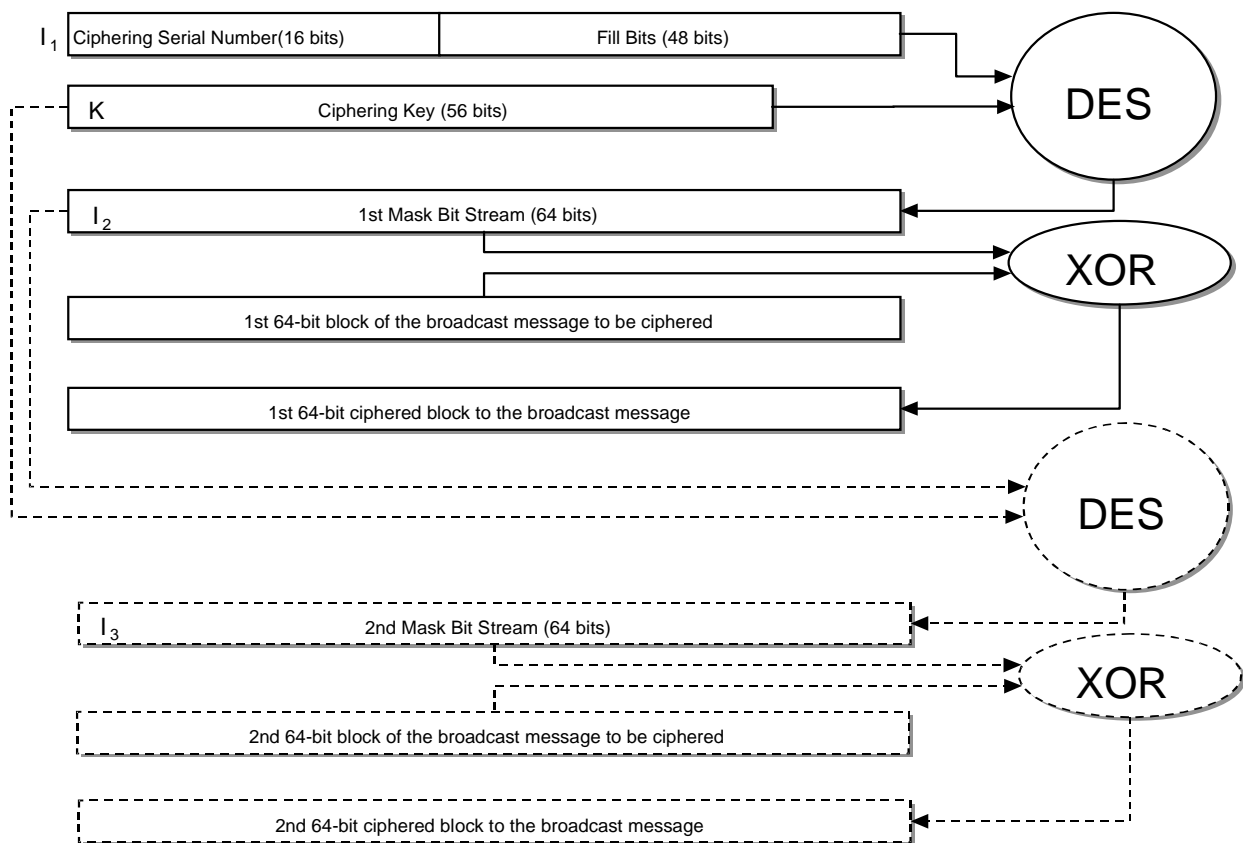 I1 Ciphering Serial Number(16 bits) Fill Bits (48 bits)
DES
K Ciphering Key (56 bits)
I2 1st Mask Bit Stream (64 bits)
XOR
1st 64-bit block of the broadcast message to be ciphered
1st 64-bit ciphered block to the broadcast message
DES
I3 2nd Mask Bit Stream (64 bits)
XOR
2nd 64-bit block of the broadcast message to be ciphered
2nd 64-bit ciphered block to the broadcast message